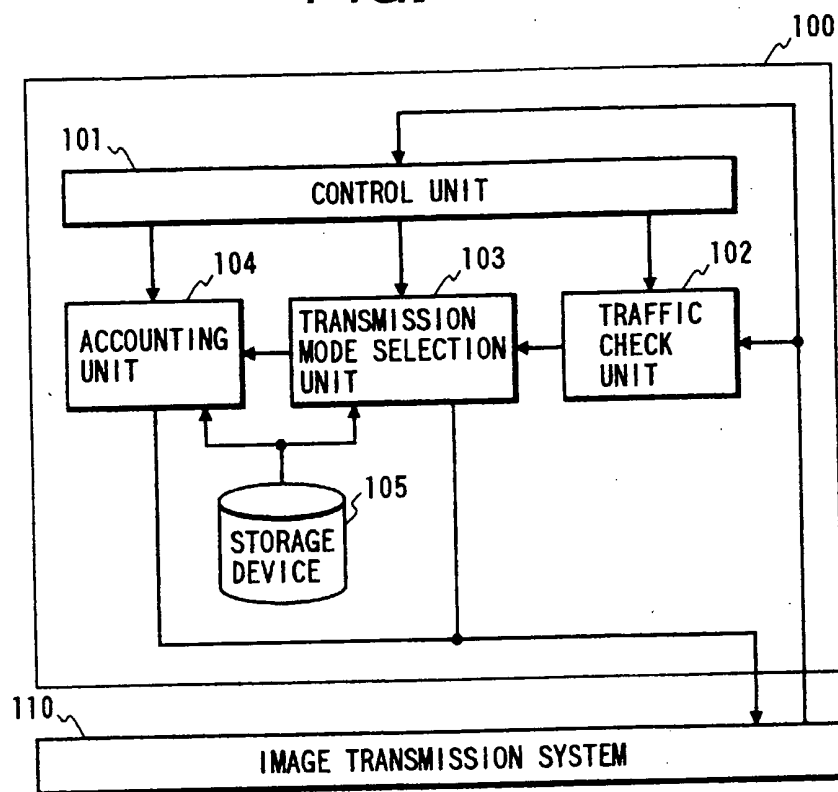 100
101
CONTROL UNIT
104
103
102
ACCOUNTING
UNIT
TRANSMISSION
MODE SELECTION
UNIT
TRAFFIC
CHECK
UNIT
105
STORAGE
DEVICE
110
IMAGE TRANSMISSION SYSTEM